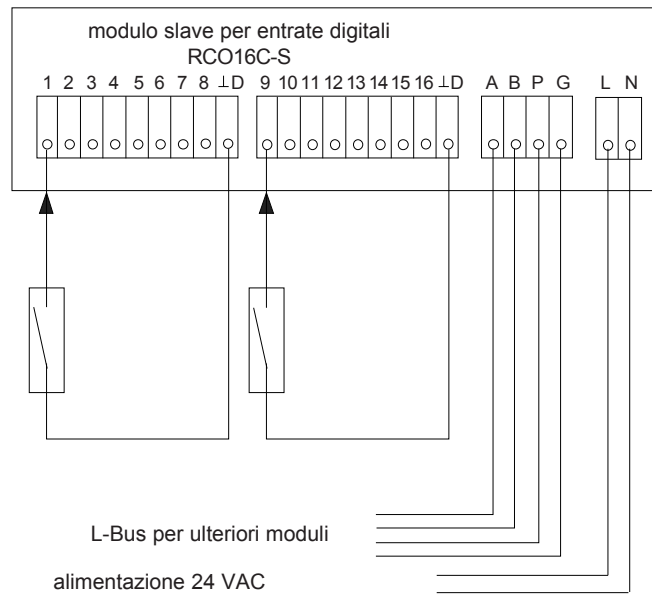 modulo slave per entrate digitali
RCO16C-S
1 2 3 4 5 6 7 8 ⊥D 9 10 11 12 13 14 15 16 ⊥D A B P G L N
L-Bus per ulteriori moduli
alimentazione 24 VAC